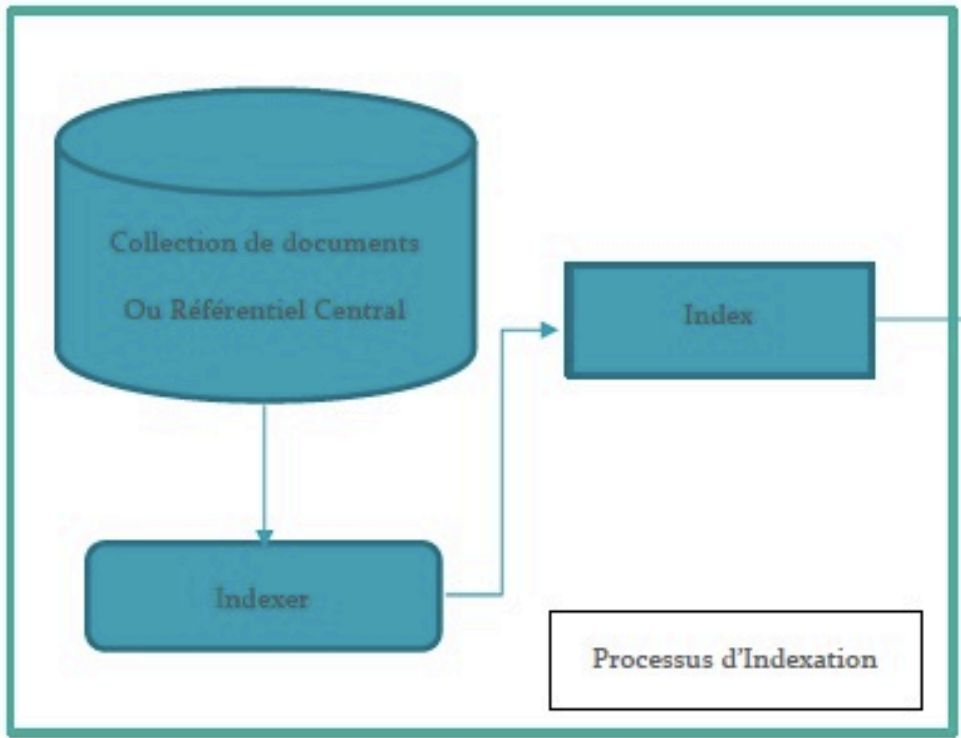 Collection de documents
Ou Référentiel Central
Index
Indexer
Processus d'Indexation